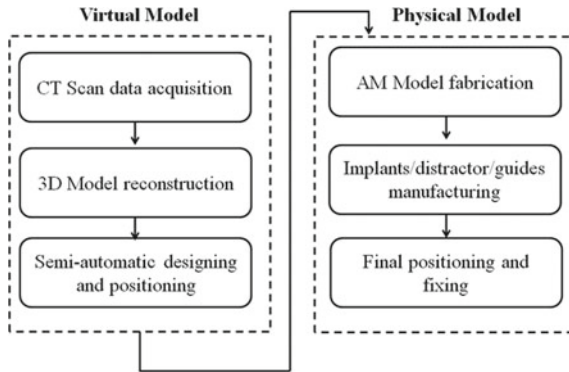 Virtual Model
CT Scan data acquisition
3D Model reconstruction
Semi-automatic designing
and positioning
Physical Model
AM Model fabrication
Implants/distractor/guides
manufacturing
Final positioning and
fixing